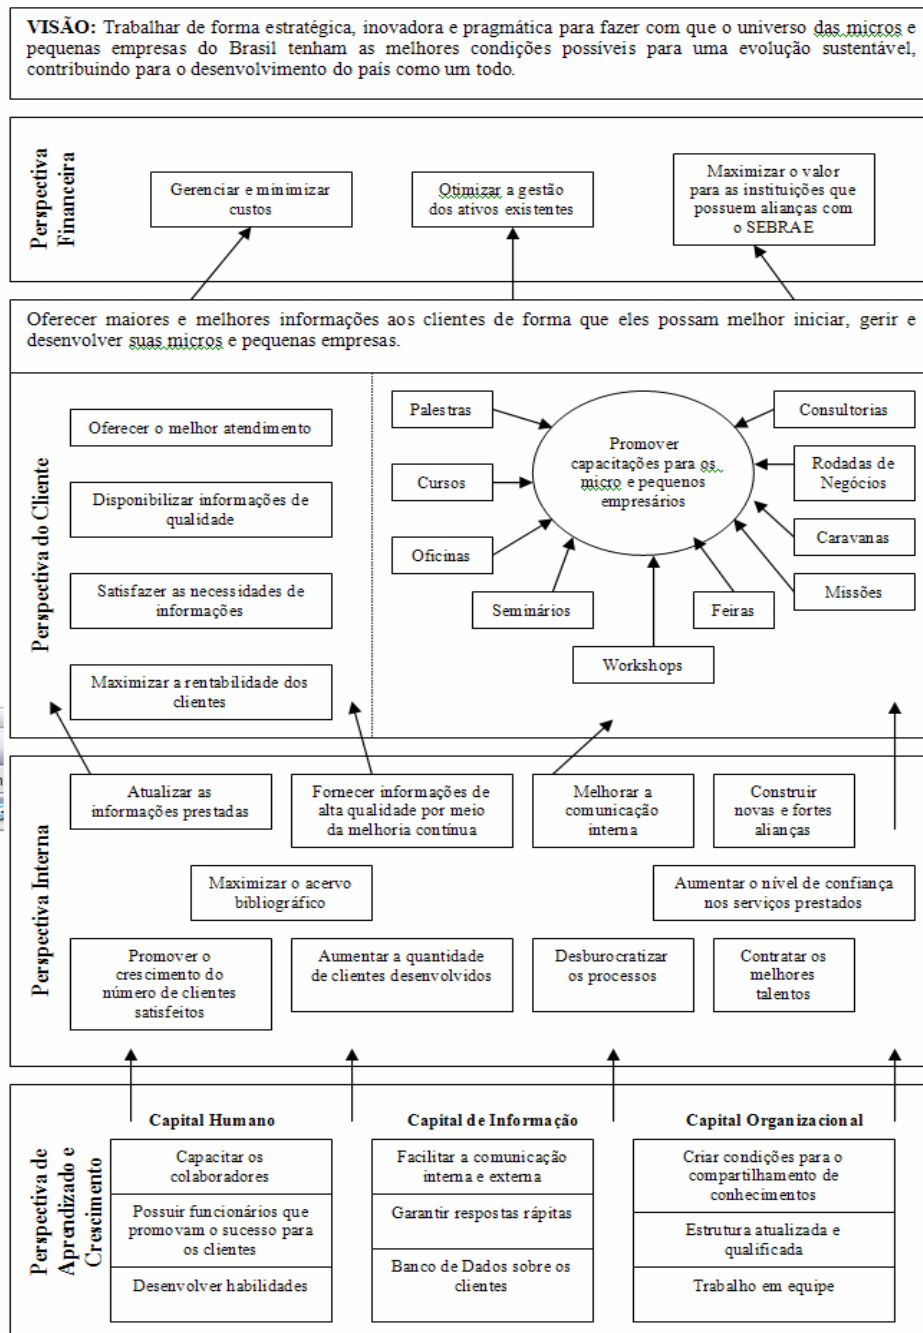 VISÃO: Trabalhar de forma estratégica, inovadora e pragmática para fazer com que o universo das micros e
pequenas empresas do Brasil tenham as melhores condições possíveis para uma evolução sustentável,
contribuindo para o desenvolvimento do país como um todo.
Perspectiva
Financeira
Gerenciar e minimizar
custos
Otimizar a gestão
dos ativos existentes
Maximizar o valor
para as instituições que
possuem alianças com
o SEBRAE
Oferecer maiores e melhores informações aos clientes de forma que eles possam melhor iniciar, gerir e
desenvolver suas micros e pequenas empresas.
Perspectiva do Cliente
Oferecer o melhor atendimento
Disponibilizar informações de
qualidade
Satisfazer as necessidades de
informações
Maximizar a rentabilidade dos
clientes
Palestras
Cursos
Oficinas
Seminários
Workshops
Feiras
Missões
Caravanas
Rodadas de
Negócios
Consultorias
Promover
capacitações para os
micro e pequenos
empresários
Perspectiva Interna
Atualizar as
informações prestadas
Fornecer informações de
alta qualidade por meio
da melhoria contínua
Melhorar a
comunicação
interna
Construir
novas e fortes
alianças
Maximizar o acervo
bibliográfico
Aumentar o nível de confiança
nos serviços prestados
Promover o
crescimento do
número de clientes
satisfeitos
Aumentar a quantidade
de clientes desenvolvidos
Desburocratizar
os processos
Contratar os
melhores
talentos
Perspectiva de
Aprendizado e
Crescimento
Capital Humano
Capacitar os
colaboradores
Possuir funcionários que
promovam o sucesso para
os clientes
Desenvolver habilidades
Capital de Informação
Facilitar a comunicação
interna e externa
Garantir respostas rápitas
Banco de Dados sobre os
clientes
Capital Organizacional
Criar condições para o
compartilhamento de
conhecimentos
Estrutura atualizada e
qualificada
Trabalho em equipe